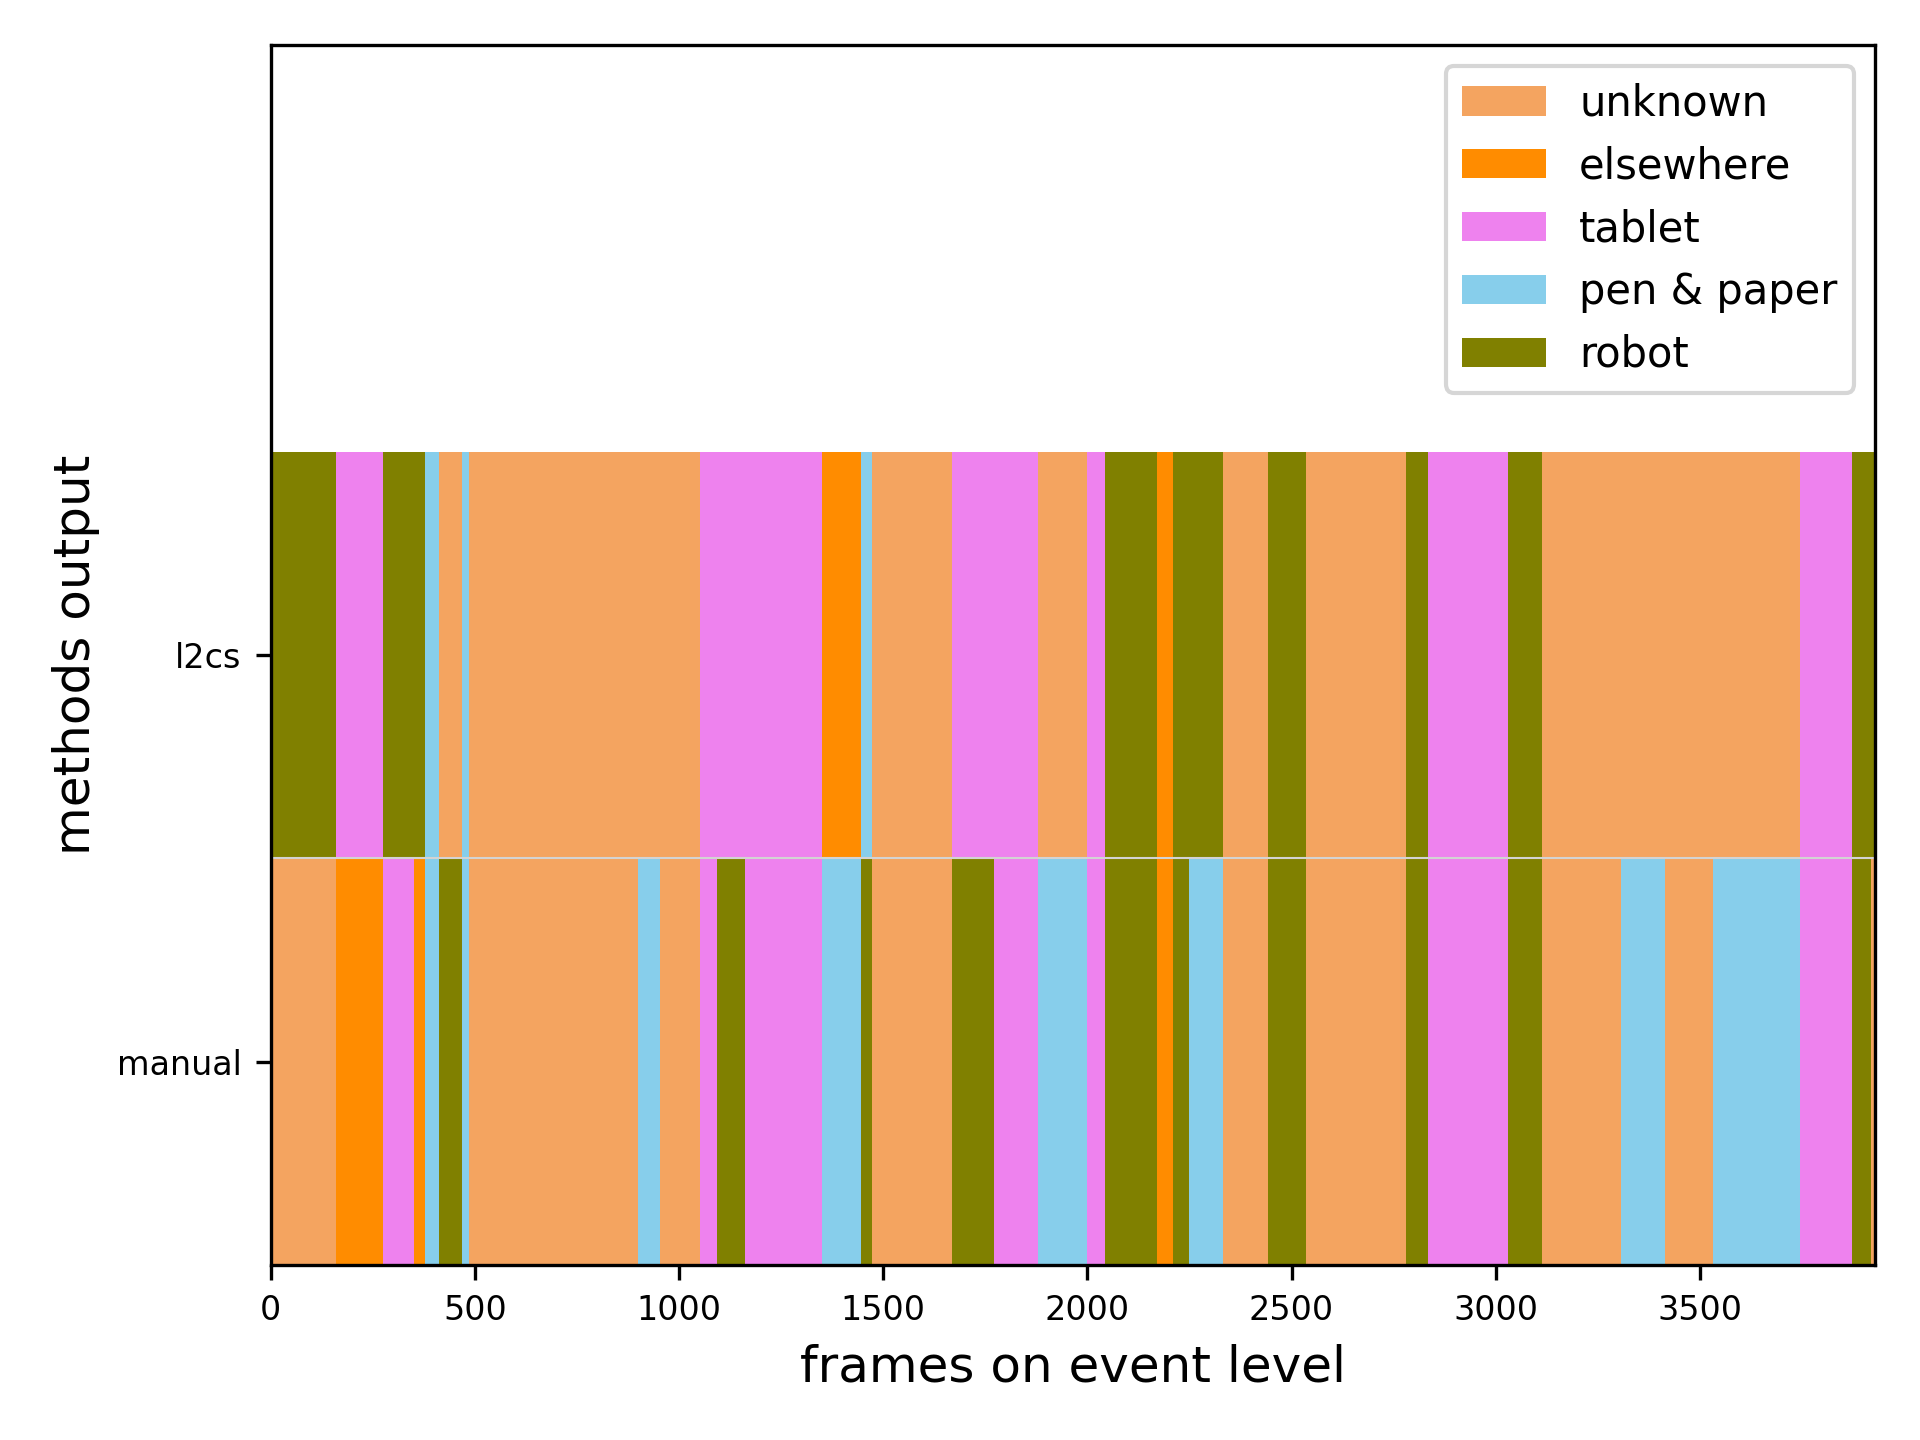 unknown
elsewhere
tablet
pen & paper
robot
methods output
l2cs
manual
0 500 1000 1500 2000 2500 3000 3500
frames on event level